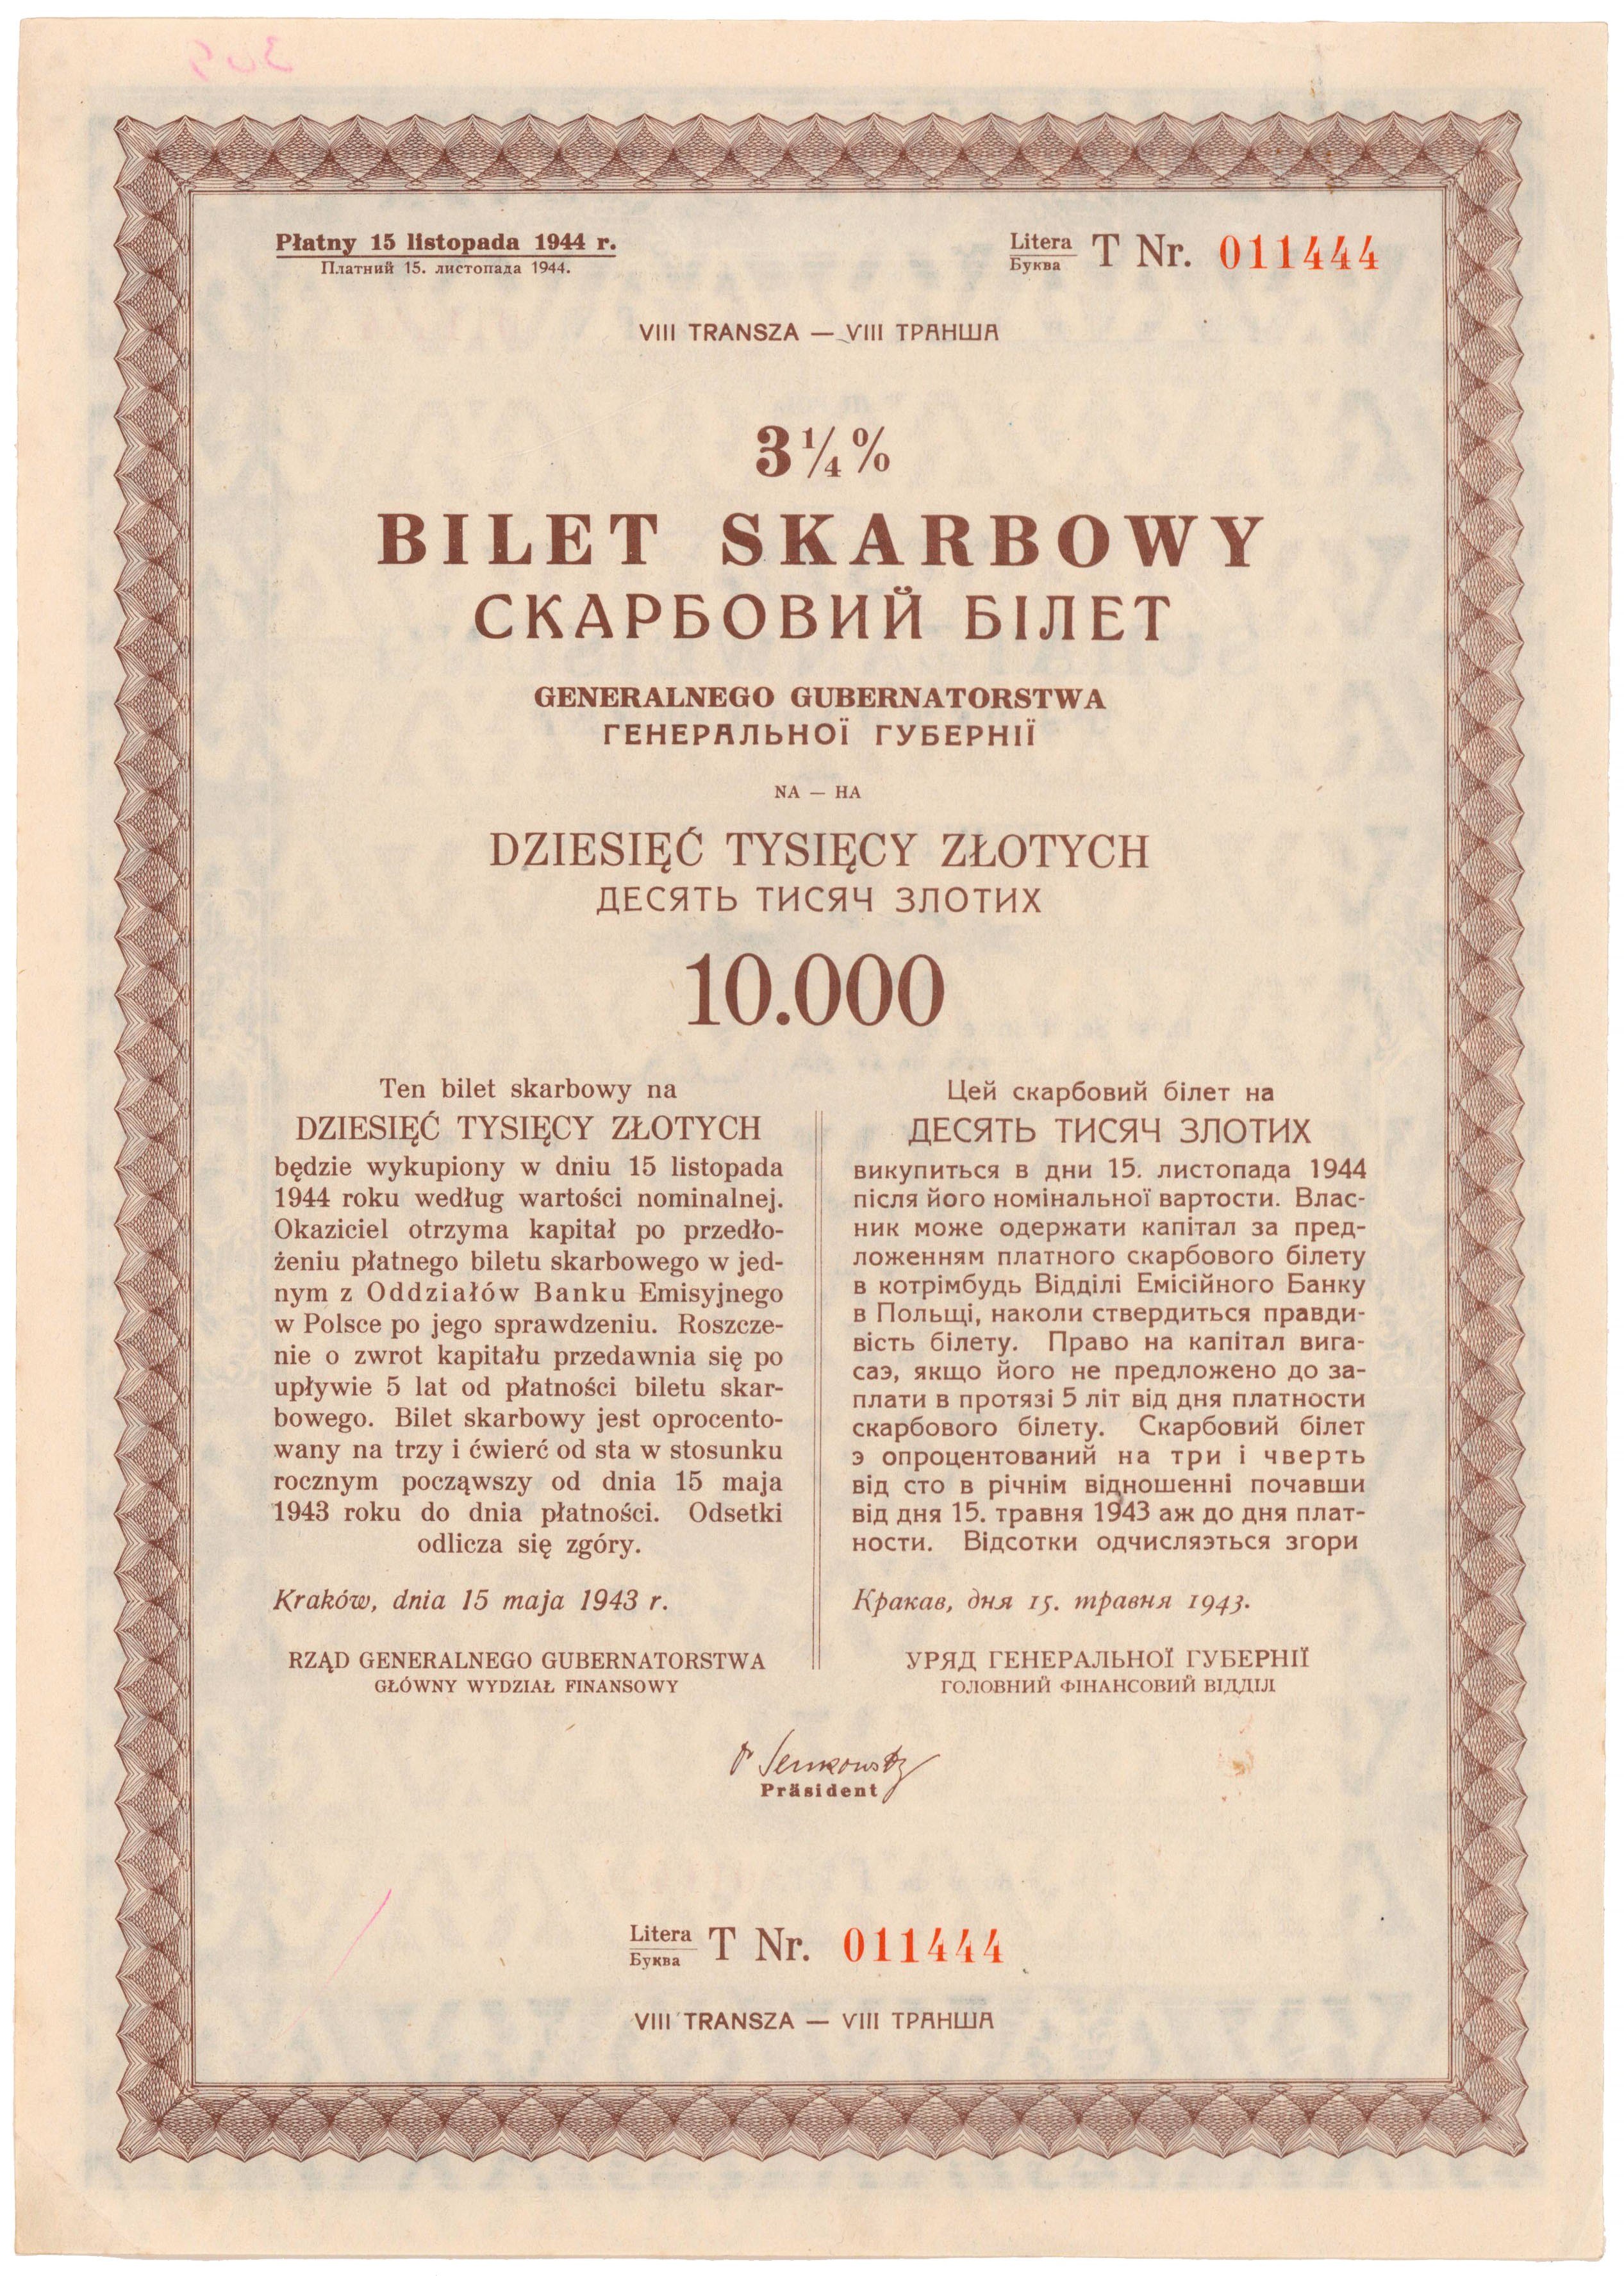 Płatny 15 listopada 1944 r.
Платний 15. листопада 1944.
Litera
Буква
T Nr. 011444
VIII TRANSZA — VIII ТРАНША
3 1/4 %
BILET SKARBOWY
СКАРБОВИЙ БІЛЕТ
GENERALNEGO GUBERNATORSTWA
ГЕНЕРАЛЬНОЇ ГУБЕРНІЇ
NA — НА
DZIESIĘĆ TYSIĘCY ZŁOTYCH
ДЕСЯТЬ ТИСЯЧ ЗЛОТИХ
10.000
Ten bilet skarbowy na
DZIESIĘĆ TYSIĘCY ZŁOTYCH
będzie wykupiony w dniu 15 listopada
1944 roku według wartości nominalnej.
Okaziciel otrzyma kapitał po przedło-
żeniu płatnego biletu skarbowego w jed-
nym z Oddziałów Banku Emisyjnego
w Polsce po jego sprawdzeniu. Roszcze-
nie o zwrot kapitału przedawnia się po
upływie 5 lat od płatności biletu skar-
bowego. Bilet skarbowy jest oprocento-
wany na trzy i ćwierć od sta w stosunku
rocznym począwszy od dnia 15 maja
1943 roku do dnia płatności. Odsetki
odlicza się zgóry.
Kraków, dnia 15 maja 1943 r.
RZĄD GENERALNEGO GUBERNATORSTWA
GŁÓWNY WYDZIAŁ FINANSOWY
Цей скарбовий білет на
ДЕСЯТЬ ТИСЯЧ ЗЛОТИХ
викупиться в дни 15. листопада 1944
після його номінальної вартости. Влас-
ник може одержати капітал за пред-
ложенням платного скарбового білету
в котрімбудь Відділі Емісійного Банку
в Польщі, наколи ствердиться правди-
вість білету. Право на капітал вига-
саэ, якщо його не предложено до за-
плати в протязі 5 літ від дня платности
скарбового білету. Скарбовий білет
э опроцентований на три і чверть
від сто в річнім відношенні почавши
від дня 15. травня 1943 аж до дня плат-
ности. Відсотки одчисляэться згори
Кракав, дня 15. травня 1943.
УРЯД ГЕНЕРАЛЬНОЇ ГУБЕРНІЇ
ГОЛОВНИЙ ФІНАНСОВИЙ ВІДДІЛ
Senkowsky
Präsident
Litera
Буква
T Nr. 011444
VIII TRANSZA — VIII ТРАНША